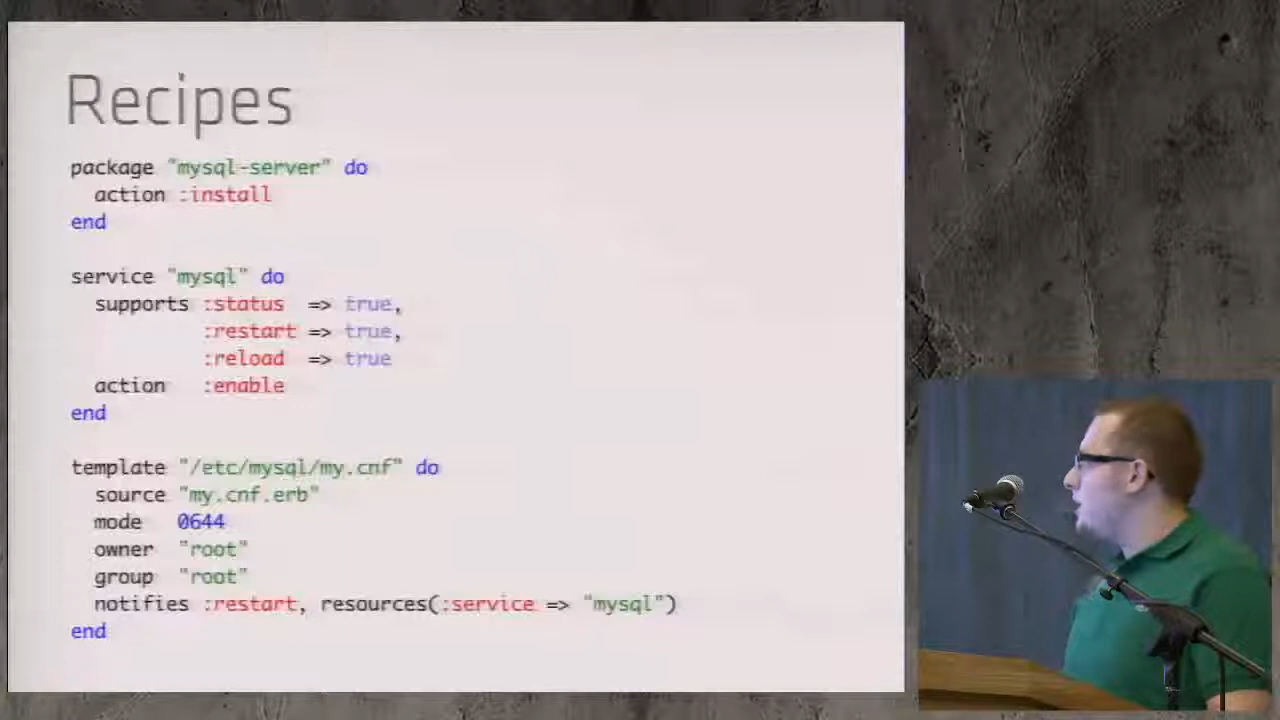 Recipes
package "mysql-server" do
  action :install
end
service "mysql" do
  supports :status  => true,
           :restart => true,
           :reload  => true
  action   :enable
end
template "/etc/mysql/my.cnf" do
  source "my.cnf.erb"
  mode   0644
  owner  "root"
  group  "root"
  notifies :restart, resources(:service => "mysql")
end